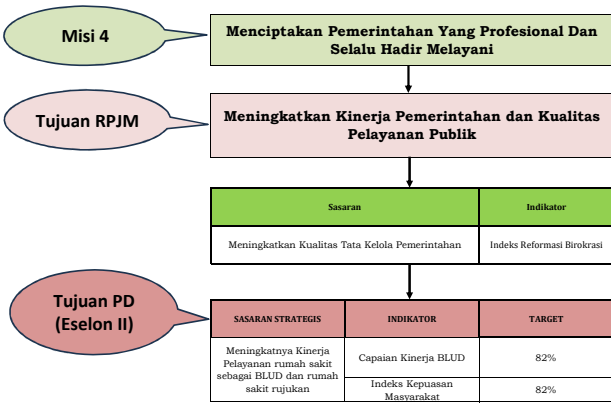 Misi 4
Menciptakan Pemerintahan Yang Profesional Dan
Selalu Hadir Melayani
Tujuan RPJM
Meningkatkan Kinerja Pemerintahan dan Kualitas
Pelayanan Publik
Sasaran
Indikator
Meningkatkan Kualitas Tata Kelola Pemerintahan
Indeks Reformasi Birokrasi
Tujuan PD
(Eselon II)
SASARAN STRATEGIS
INDIKATOR
TARGET
Meningkatnya Kinerja
Pelayanan rumah sakit
sebagai BLUD dan rumah
sakit rujukan
Capaian Kinerja BLUD
82%
Indeks Kepuasan
Masyarakat
82%